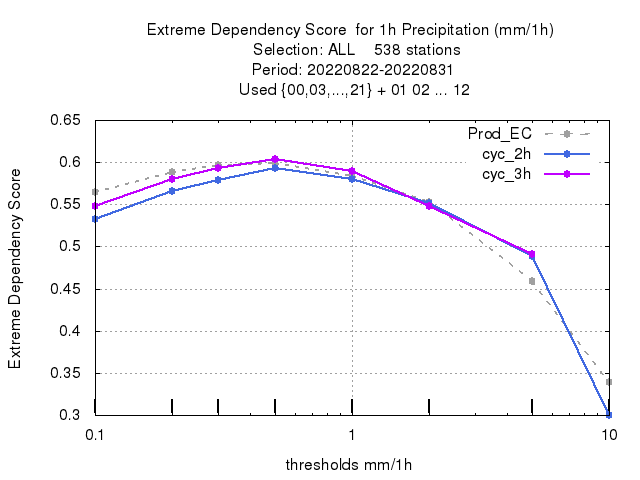 Extreme Dependency Score  for 1h Precipitation (mm/1h)
Selection: ALL    538 stations
Period: 20220822-20220831
Used {00,03,...,21} + 01 02 ... 12
Prod_EC
cyc_2h
cyc_3h
Extreme Dependency Score
0.65
0.6
0.55
0.5
0.45
0.4
0.35
0.3
0.1
1
10
thresholds mm/1h